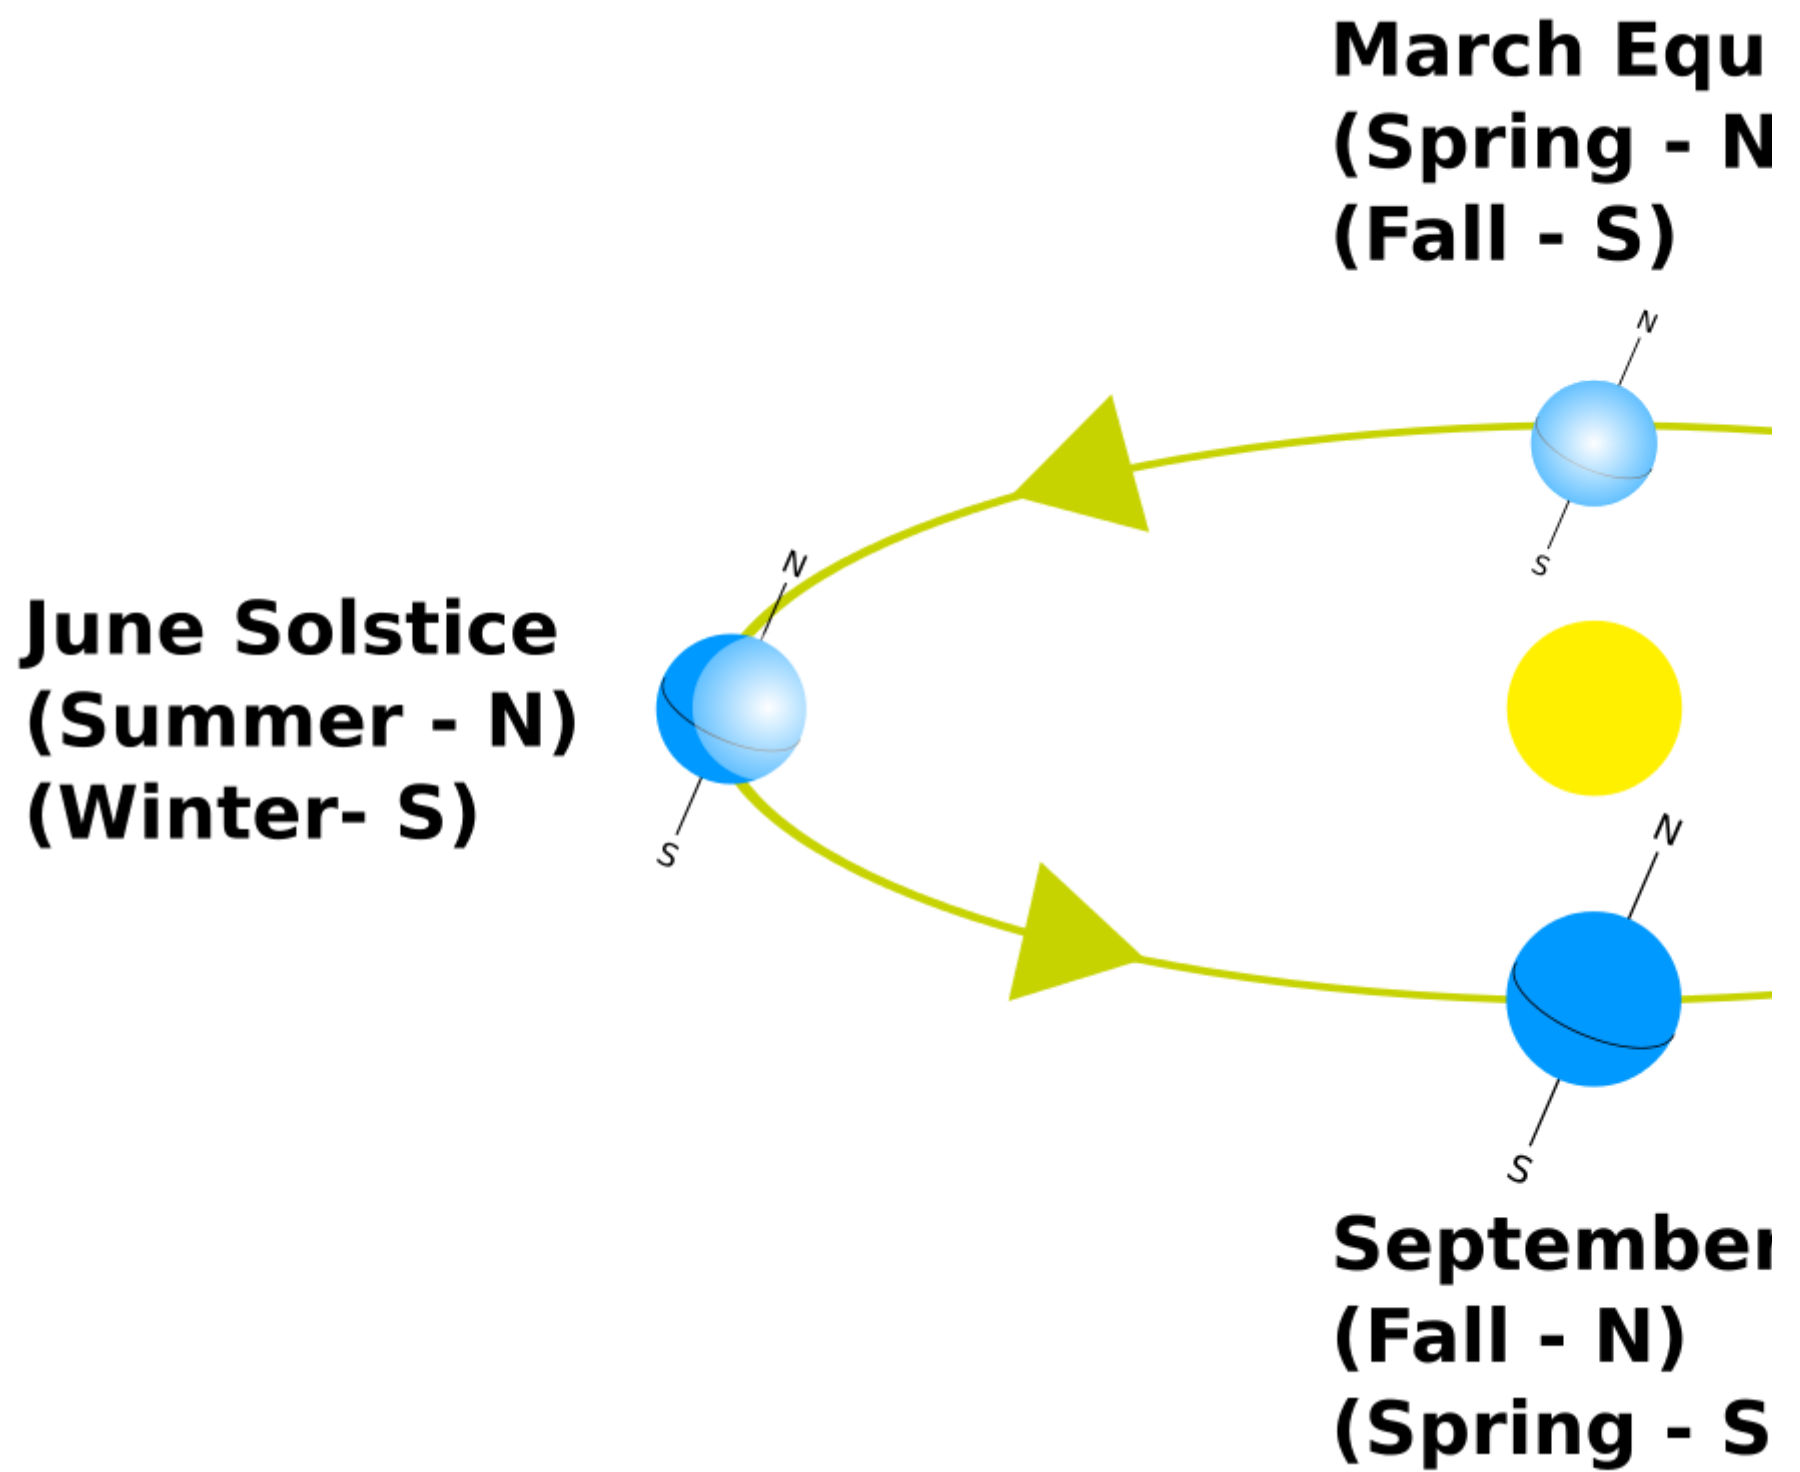 March Equ
(Spring - N
(Fall - S)
N
S
June Solstice
(Summer - N)
(Winter- S)
N
S
N
S
September
(Fall - N)
(Spring - S